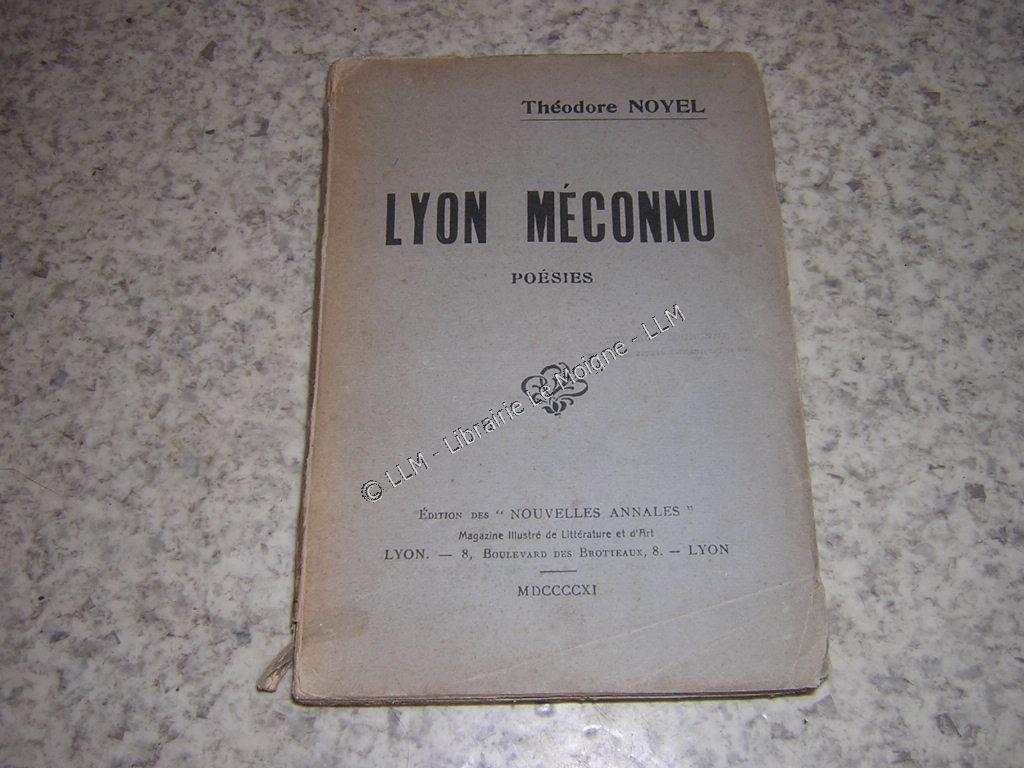 Théodore NOYEL
LYON MÉCONNU
POÉSIES
© LLM - Librairie Le Moigne - LLM
ÉDITION DES " NOUVELLES ANNALES "
Magazine Illustré de Littérature et d'Art
LYON. — 8, BOULEVARD DES BROTTEAUX, 8. — LYON
MDCCCCXI